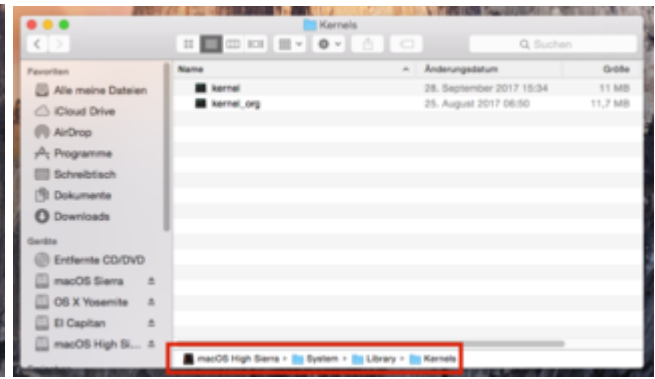 Kernels
Suchen
Favoriten
Name
Änderungsdatum
Größe
Alle meine Dateien
kernel
28. September 2017 15:34
11 MB
iCloud Drive
kernel_org
25. August 2017 06:50
11,7 MB
AirDrop
Programme
Schreibtisch
Dokumente
Downloads
Geräte
Entfernte CD/DVD
macOS Sierra
OS X Yosemite
El Capitan
macOS High Si...
macOS High Sierra
System
Library
Kernels